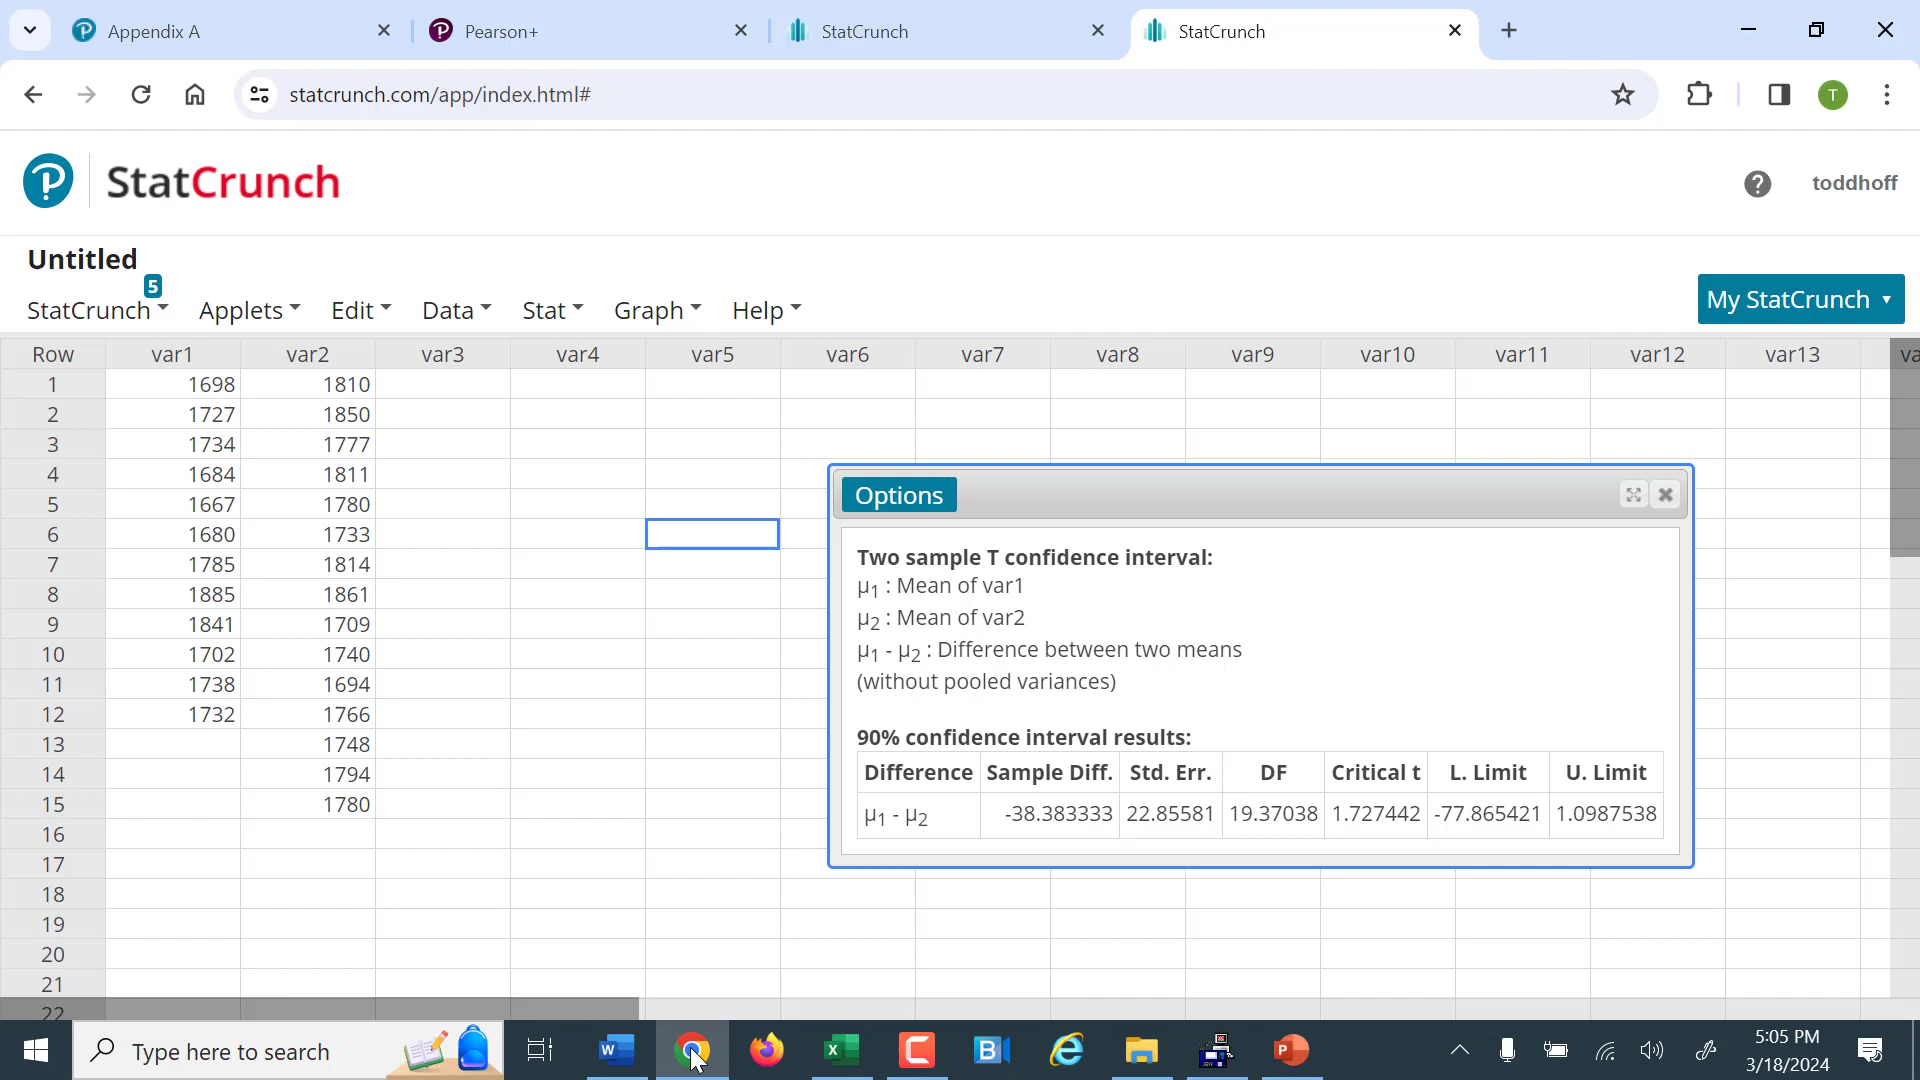 Appendix A
Pearson+
StatCrunch
StatCrunch
statcrunch.com/app/index.html#
T
StatCrunch
toddhoff
Untitled
5
StatCrunch Applets Edit Data Stat Graph Help
My StatCrunch
Row var1 var2 var3 var4 var5 var6 var7 var8 var9 var10 var11 var12 var13 va
1 1698 1810
2 1727 1850
3 1734 1777
4 1684 1811
5 1667 1780
6 1680 1733
7 1785 1814
8 1885 1861
9 1841 1709
10 1702 1740
11 1738 1694
12 1732 1766
13 1748
14 1794
15 1780
16
17
18
19
20
21
22
Options
Two sample T confidence interval:
μ1 : Mean of var1
μ2 : Mean of var2
μ1 - μ2 : Difference between two means
(without pooled variances)
90% confidence interval results:
Difference Sample Diff. Std. Err. DF Critical t L. Limit U. Limit
μ1 - μ2 -38.383333 22.85581 19.37038 1.727442 -77.865421 1.0987538
Type here to search
5:05 PM
3/18/2024